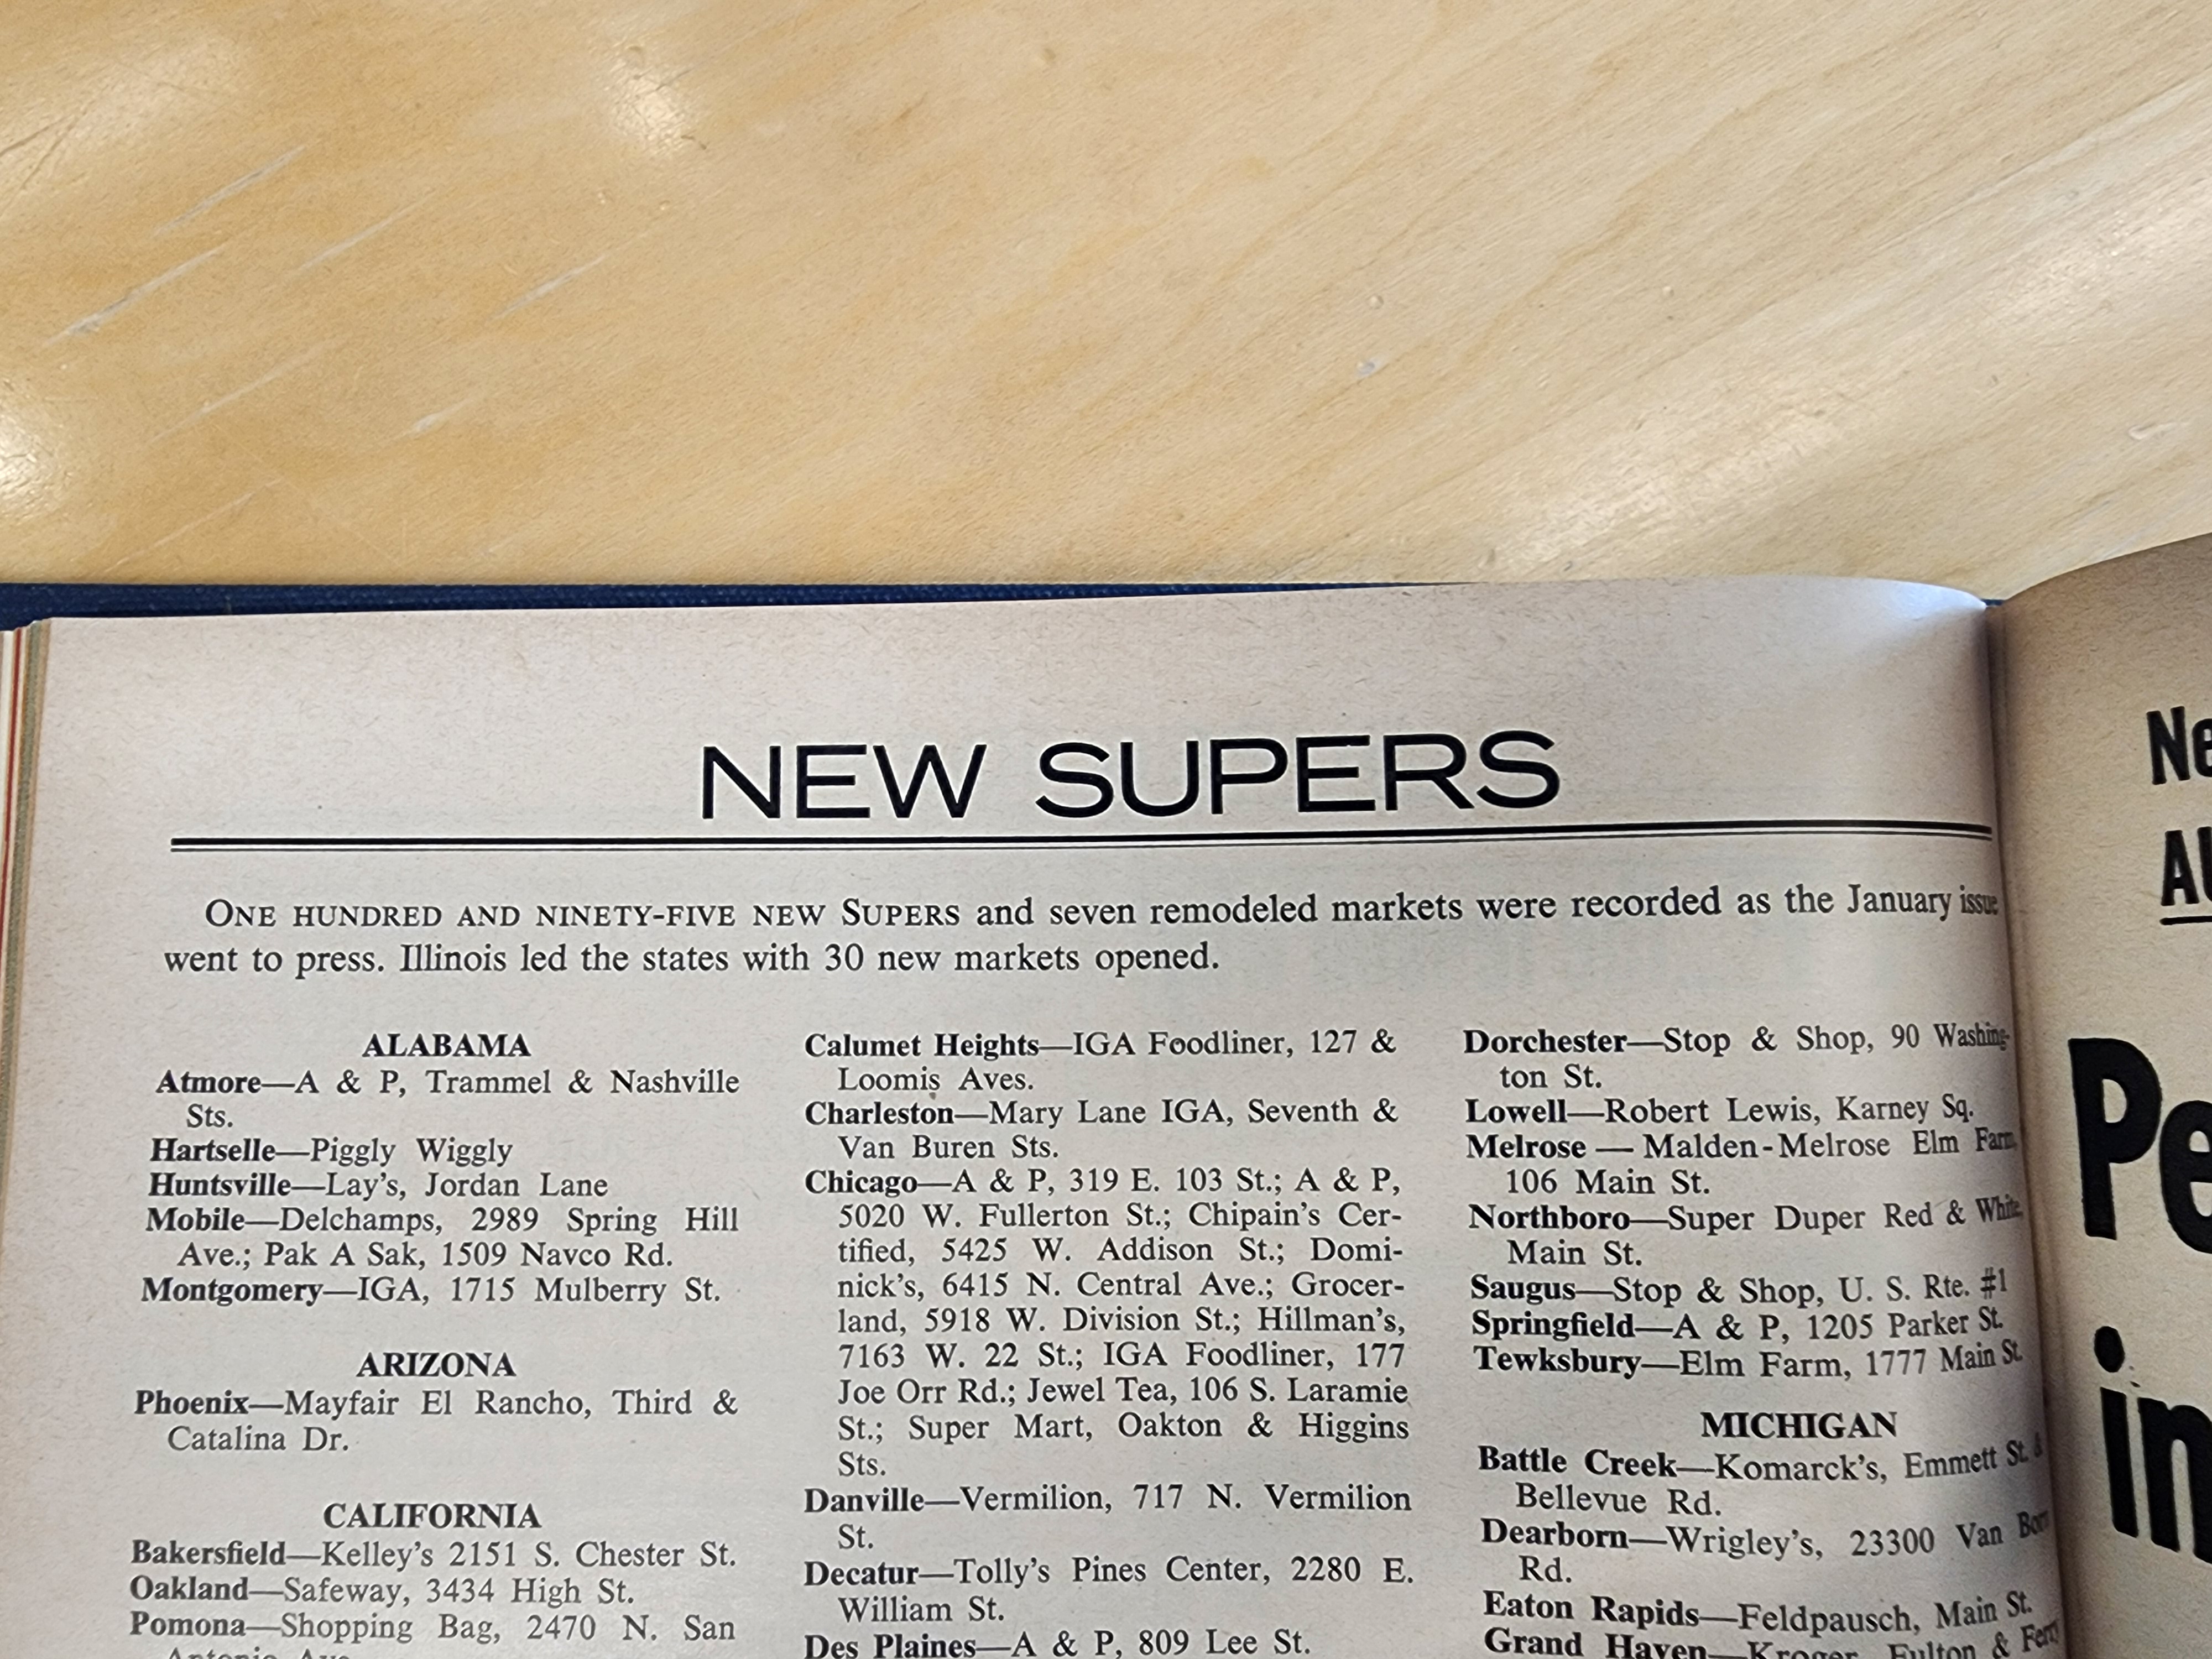 NEW SUPERS
ONE HUNDRED AND NINETY-FIVE NEW SUPERS and seven remodeled markets were recorded as the January issue
went to press. Illinois led the states with 30 new markets opened.
ALABAMA
Atmore—A & P, Trammel & Nashville
Sts.
Hartselle—Piggly Wiggly
Huntsville—Lay's, Jordan Lane
Mobile—Delchamps, 2989 Spring Hill
Ave.; Pak A Sak, 1509 Navco Rd.
Montgomery—IGA, 1715 Mulberry St.
ARIZONA
Phoenix—Mayfair El Rancho, Third &
Catalina Dr.
CALIFORNIA
Bakersfield—Kelley's 2151 S. Chester St.
Oakland—Safeway, 3434 High St.
Pomona—Shopping Bag, 2470 N. San
Antonio Ave.
Calumet Heights—IGA Foodliner, 127 &
Loomis Aves.
Charleston—Mary Lane IGA, Seventh &
Van Buren Sts.
Chicago—A & P, 319 E. 103 St.; A & P,
5020 W. Fullerton St.; Chipain's Cer-
tified, 5425 W. Addison St.; Domi-
nick's, 6415 N. Central Ave.; Grocer-
land, 5918 W. Division St.; Hillman's,
7163 W. 22 St.; IGA Foodliner, 177
Joe Orr Rd.; Jewel Tea, 106 S. Laramie
St.; Super Mart, Oakton & Higgins
Sts.
Danville—Vermilion, 717 N. Vermilion
St.
Decatur—Tolly's Pines Center, 2280 E.
William St.
Des Plaines—A & P, 809 Lee St.
Dorchester—Stop & Shop, 90 Washing-
ton St.
Lowell—Robert Lewis, Karney Sq.
Melrose — Malden-Melrose Elm Farm,
106 Main St.
Northboro—Super Duper Red & White,
Main St.
Saugus—Stop & Shop, U. S. Rte. #1
Springfield—A & P, 1205 Parker St.
Tewksbury—Elm Farm, 1777 Main St.
MICHIGAN
Battle Creek—Komarck's, Emmett St. &
Bellevue Rd.
Dearborn—Wrigley's, 23300 Van Born
Rd.
Eaton Rapids—Feldpausch, Main St.
Grand Haven—Kroger, Fulton & Ferry